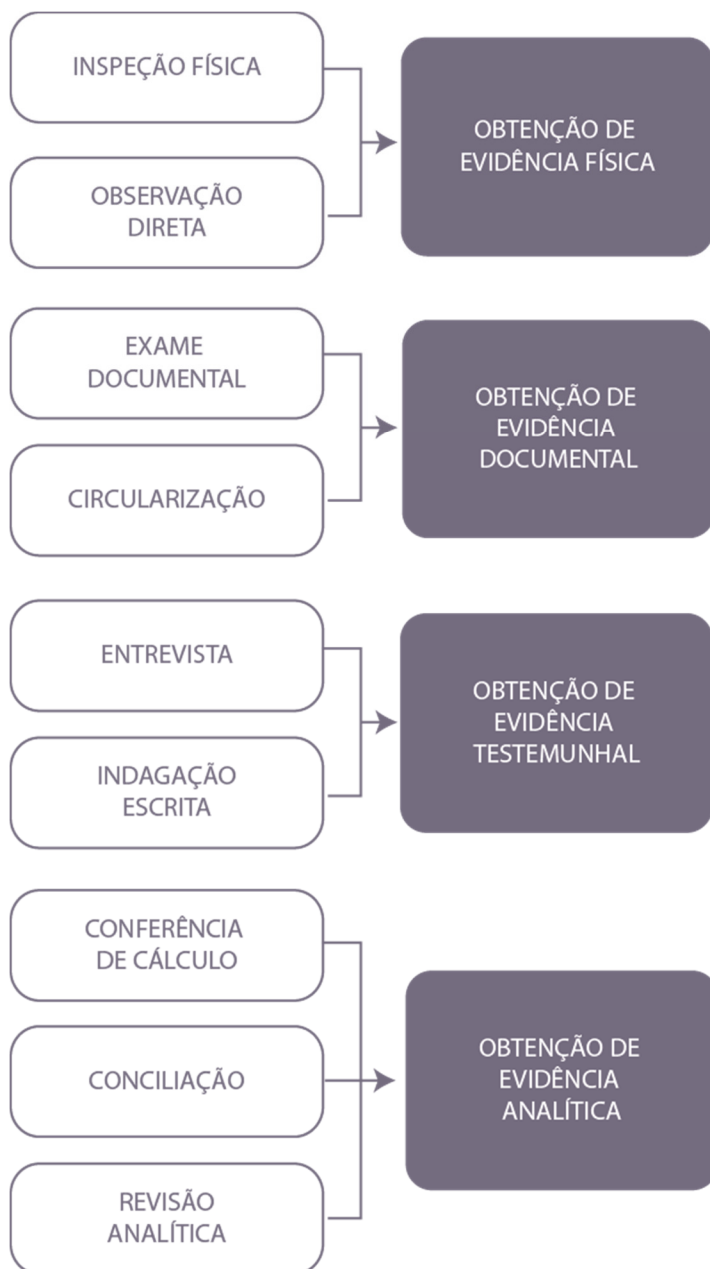 INSPEÇÃO FÍSICA
OBSERVAÇÃO
DIRETA
OBTENÇÃO DE
EVIDÊNCIA FÍSICA
EXAME
DOCUMENTAL
CIRCULARIZAÇÃO
OBTENÇÃO DE
EVIDÊNCIA
DOCUMENTAL
ENTREVISTA
INDAGAÇÃO
ESCRITA
OBTENÇÃO DE
EVIDÊNCIA
TESTEMUNHAL
CONFERÊNCIA
DE CÁLCULO
CONCILIAÇÃO
REVISÃO
ANALÍTICA
OBTENÇÃO DE
EVIDÊNCIA
ANALÍTICA